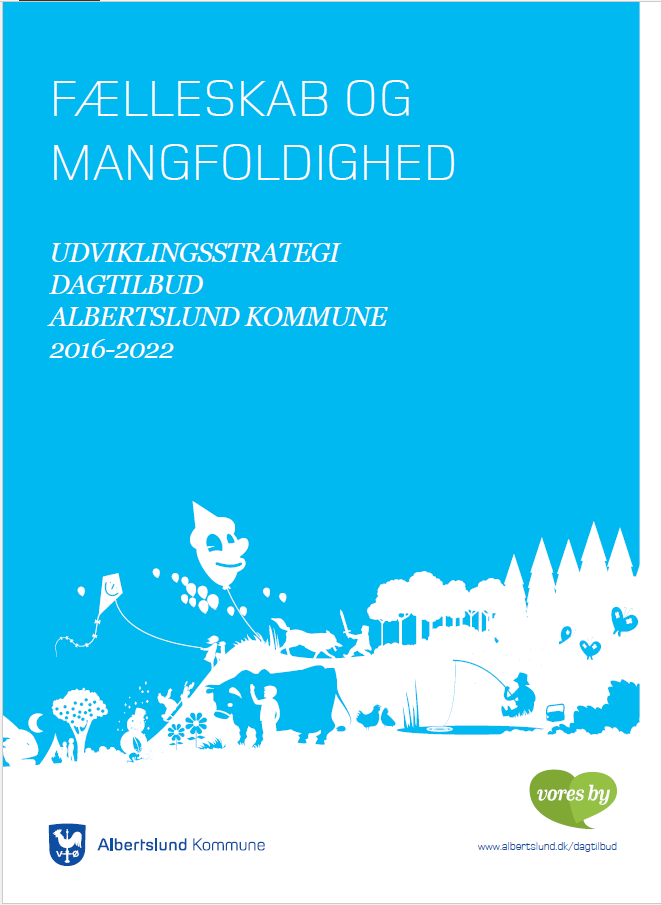 FÆLLESKAB OG
MANGFOLDIGHED
UDVIKLINGSSTRATEGI
DAGTILBUD
ALBERTSLUND KOMMUNE
2016-2022
vores by
V Ø
Albertslund Kommune
www.albertslund.dk/dagtilbud